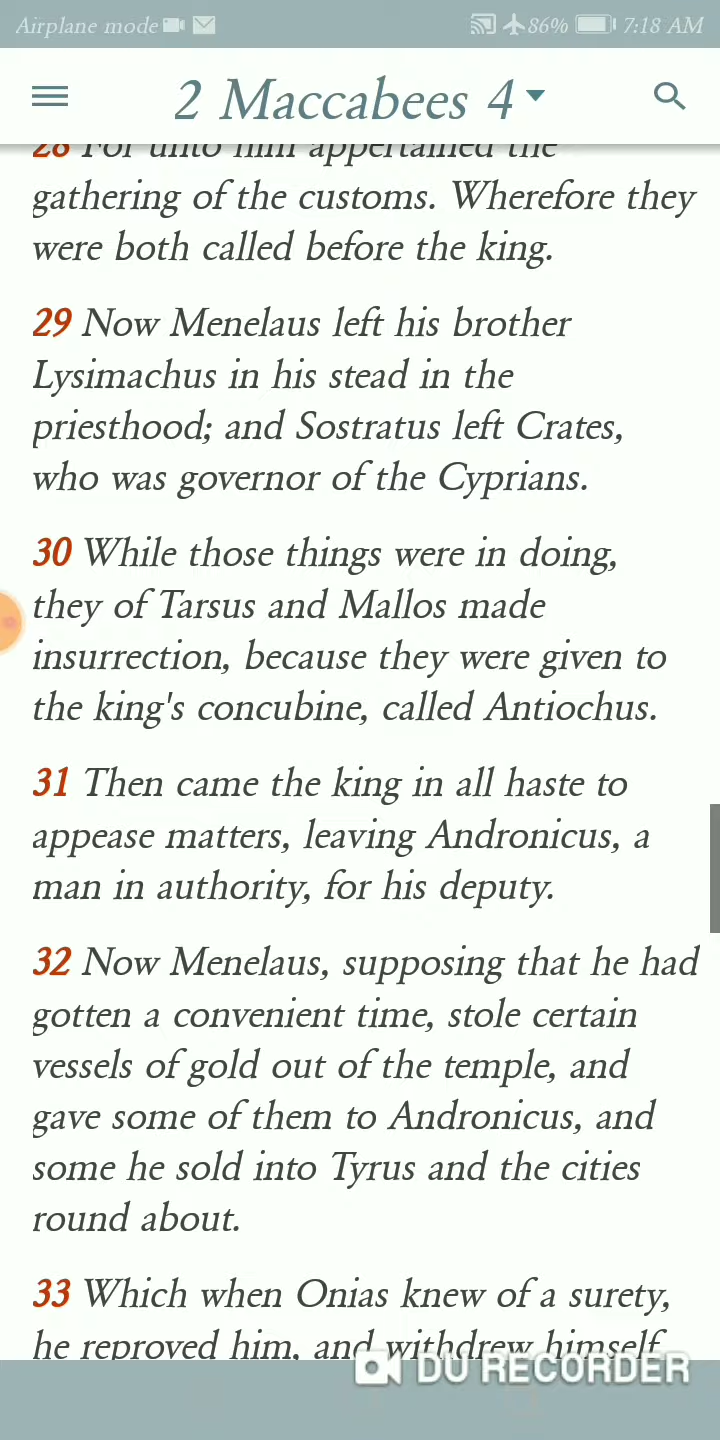 Airplane mode 86% 7:18 AM
2 Maccabees 4
28 For unto him appertained the
gathering of the customs. Wherefore they
were both called before the king.
29 Now Menelaus left his brother
Lysimachus in his stead in the
priesthood; and Sostratus left Crates,
who was governor of the Cyprians.
30 While those things were in doing,
they of Tarsus and Mallos made
insurrection, because they were given to
the king's concubine, called Antiochus.
31 Then came the king in all haste to
appease matters, leaving Andronicus, a
man in authority, for his deputy.
32 Now Menelaus, supposing that he had
gotten a convenient time, stole certain
vessels of gold out of the temple, and
gave some of them to Andronicus, and
some he sold into Tyrus and the cities
round about.
33 Which when Onias knew of a surety,
he reproved him, and withdrew himself
DU RECORDER